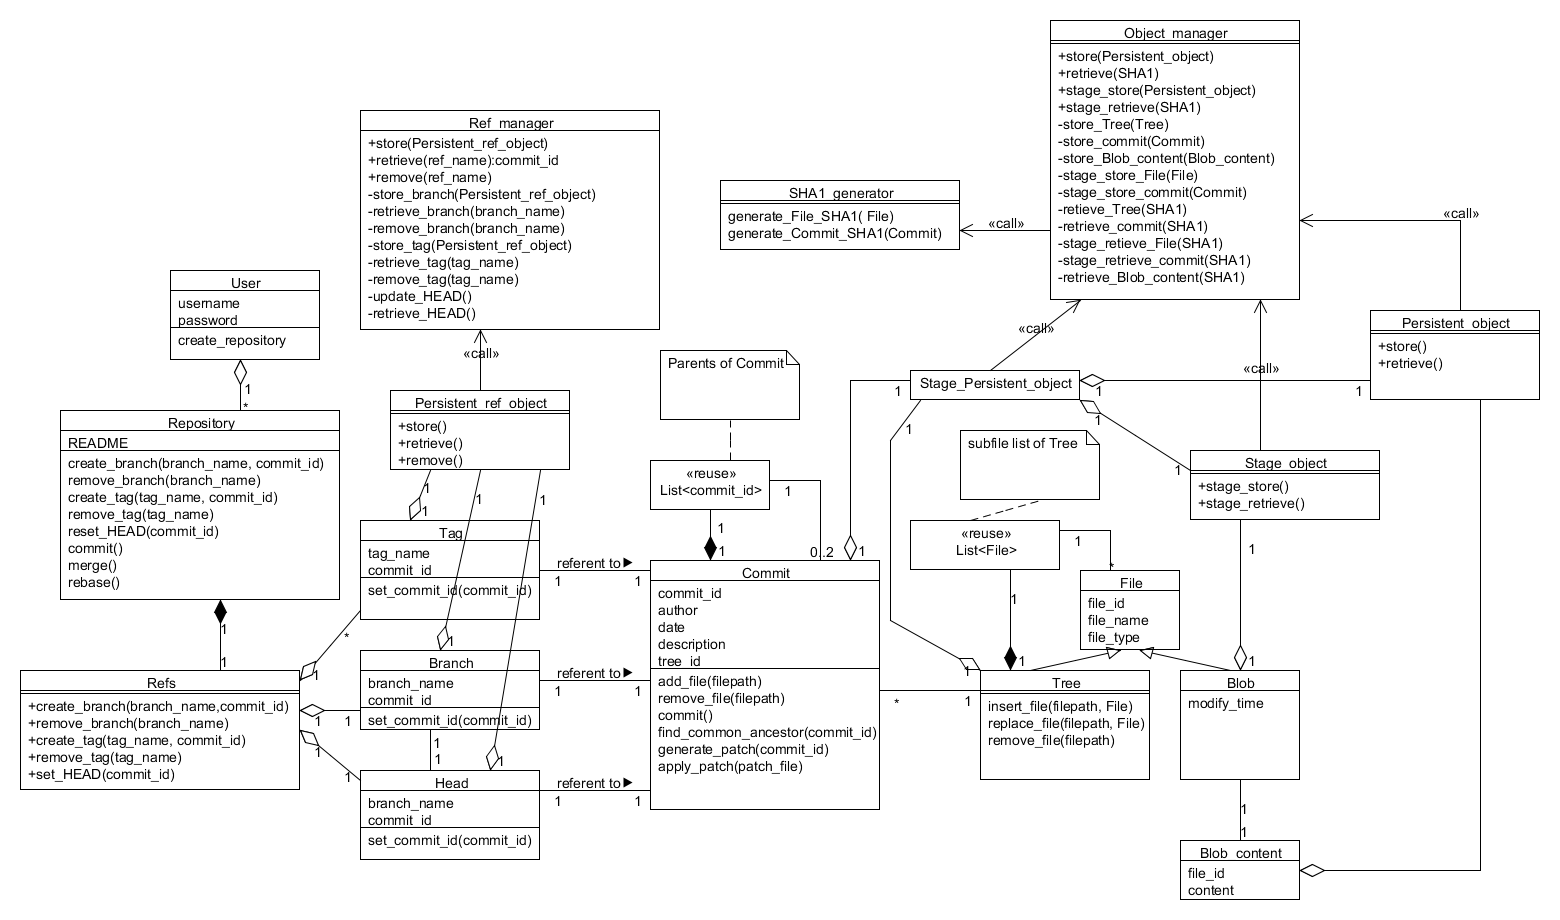 Object_manager
+store(Persistent_object)
+retrieve(SHA1)
+stage_store(Persistent_object)
+stage_retrieve(SHA1)
-store_Tree(Tree)
-store_commit(Commit)
-store_Blob_content(Blob_content)
-stage_store_File(File)
-stage_store_commit(Commit)
-retieve_Tree(SHA1)
-retrieve_commit(SHA1)
-stage_retieve_File(SHA1)
-stage_retrieve_commit(SHA1)
-retrieve_Blob_content(SHA1)
Ref_manager
+store(Persistent_ref_object)
+retrieve(ref_name):commit_id
+remove(ref_name)
-store_branch(Persistent_ref_object)
-retrieve_branch(branch_name)
-remove_branch(branch_name)
-store_tag(Persistent_ref_object)
-retrieve_tag(tag_name)
-remove_tag(tag_name)
-update_HEAD()
-retrieve_HEAD()
SHA1_generator
generate_File_SHA1( File)
generate_Commit_SHA1(Commit)
«call»
«call»
User
username
password
create_repository
1
*
«call»
Parents of Commit
«call»
«call»
Persistent_object
+store()
+retrieve()
Stage_Persistent_object
1
1
1
1
1
1
Repository
README
create_branch(branch_name, commit_id)
remove_branch(branch_name)
create_tag(tag_name, commit_id)
remove_tag(tag_name)
reset_HEAD(commit_id)
commit()
merge()
rebase()
Persistent_ref_object
+store()
+retrieve()
+remove()
1
1
1
1
«reuse»
List<commit_id>
1
1
1
0..2
1
subfile list of Tree
Stage_object
+stage_store()
+stage_retrieve()
«reuse»
List<File>
1
*
1
1
1
Tag
tag_name
commit_id
set_commit_id(commit_id)
referent to
1
1
File
file_id
file_name
file_type
1
1
*
1
1
Refs
+create_branch(branch_name,commit_id)
+remove_branch(branch_name)
+create_tag(tag_name, commit_id)
+remove_tag(tag_name)
+set_HEAD(commit_id)
1
1
1
1
Branch
branch_name
commit_id
set_commit_id(commit_id)
referent to
1
1
1
1
1
Head
branch_name
commit_id
set_commit_id(commit_id)
1
referent to
1
1
Commit
commit_id
author
date
description
tree_id
add_file(filepath)
remove_file(filepath)
commit()
find_common_ancestor(commit_id)
generate_patch(commit_id)
apply_patch(patch_file)
*
1
1
Tree
insert_file(filepath, File)
replace_file(filepath, File)
remove_file(filepath)
Blob
modify_time
1
1
Blob_content
file_id
content